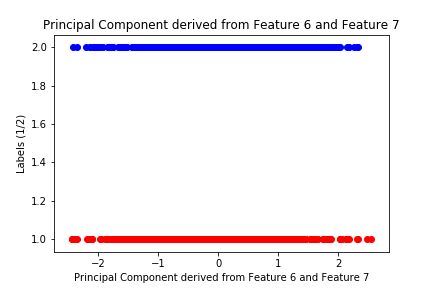 Principal Component derived from Feature 6 and Feature 7
Labels (1/2)
2.0
1.8
1.6
1.4
1.2
1.0
−2 −1 0 1 2
Principal Component derived from Feature 6 and Feature 7